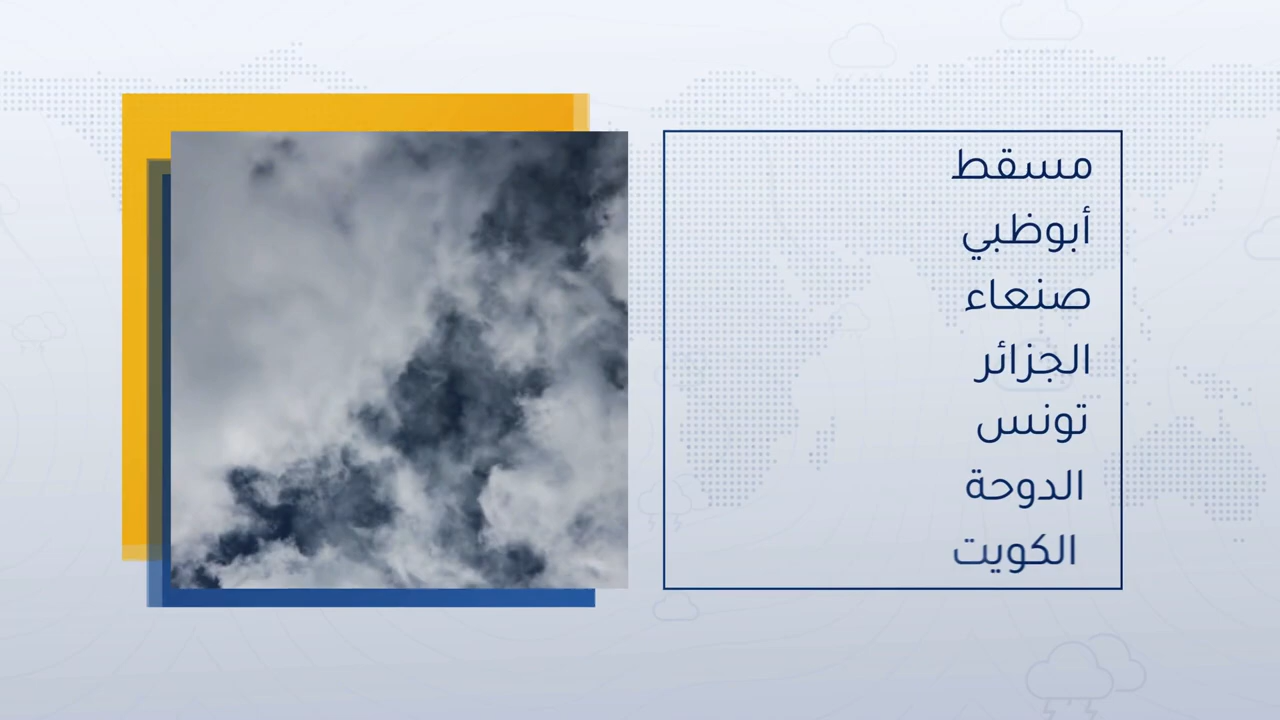 مسقط
أبوظبي
صنعاء
الجزائر
تونس
الدوحة
الكويت